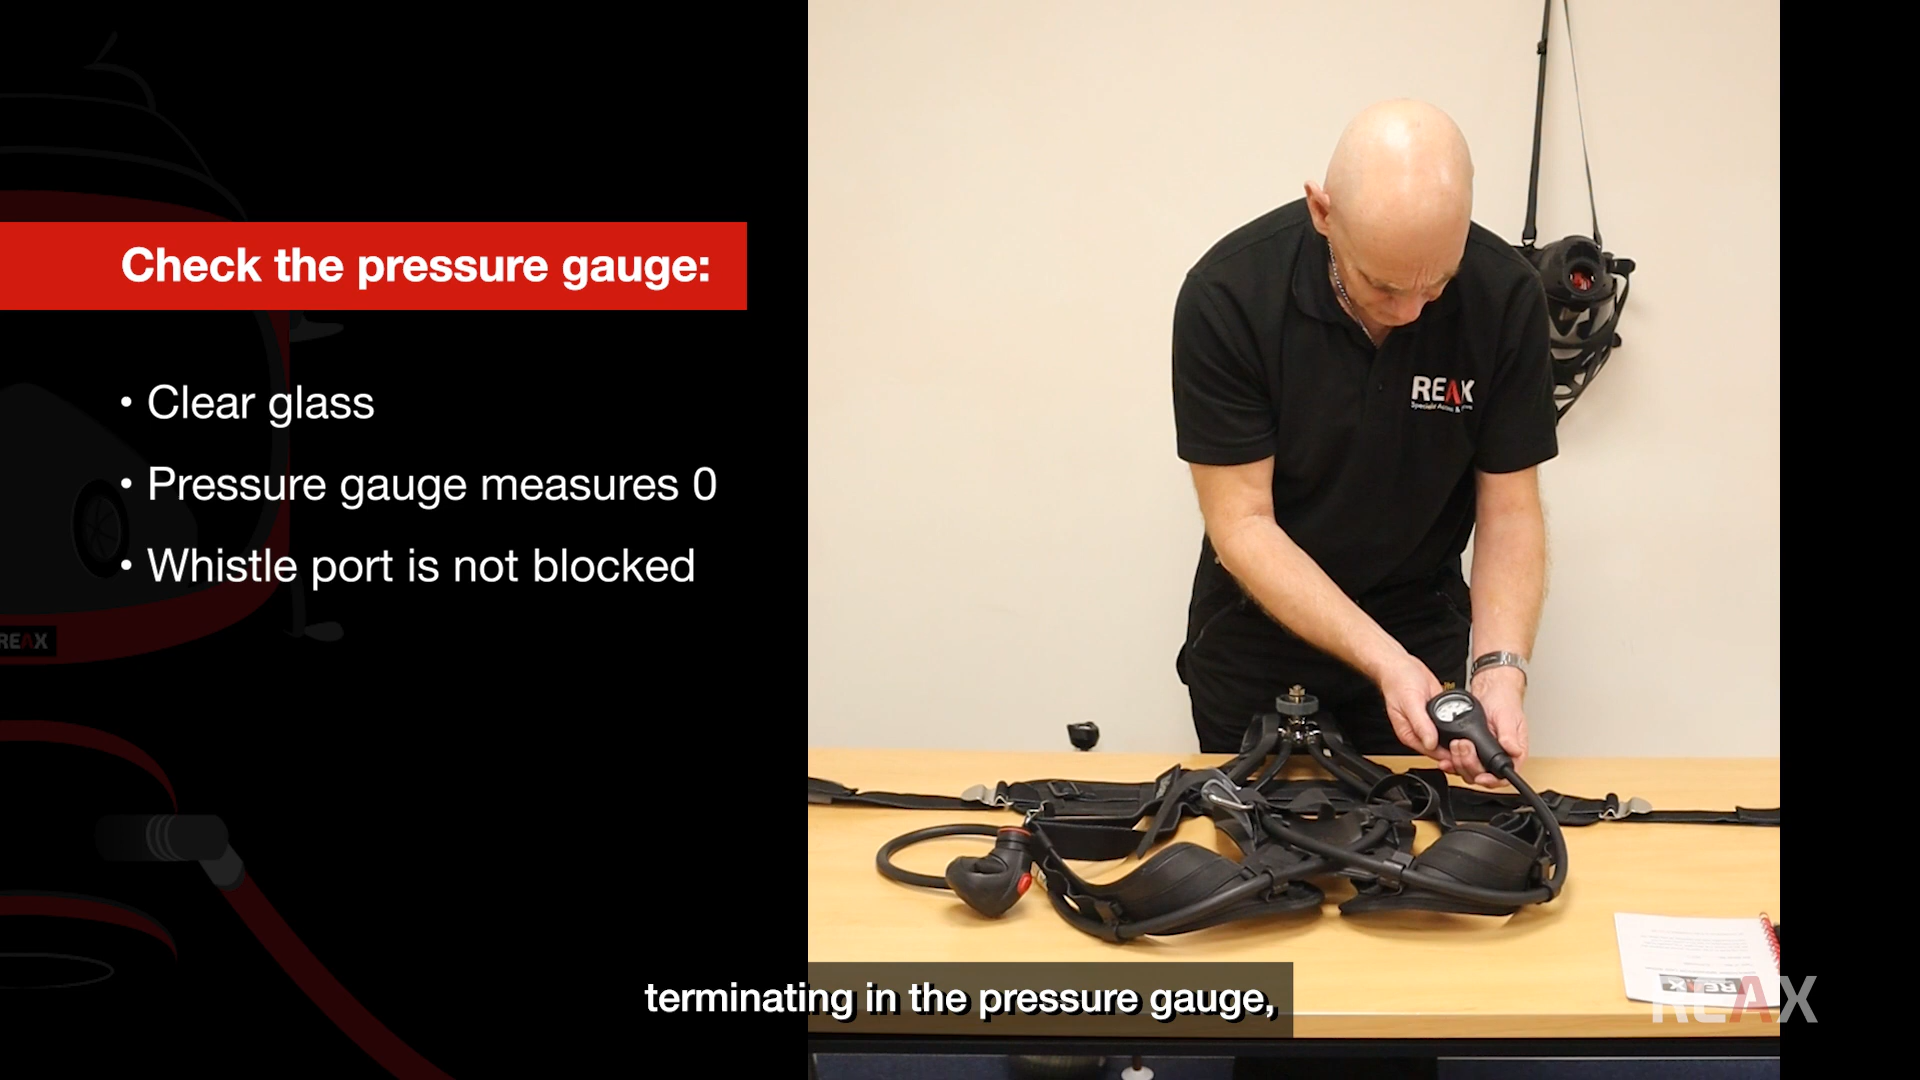 Check the pressure gauge:
• Clear glass
• Pressure gauge measures 0
• Whistle port is not blocked
REAX
REAX
terminating in the pressure gauge,
REAX
REAX